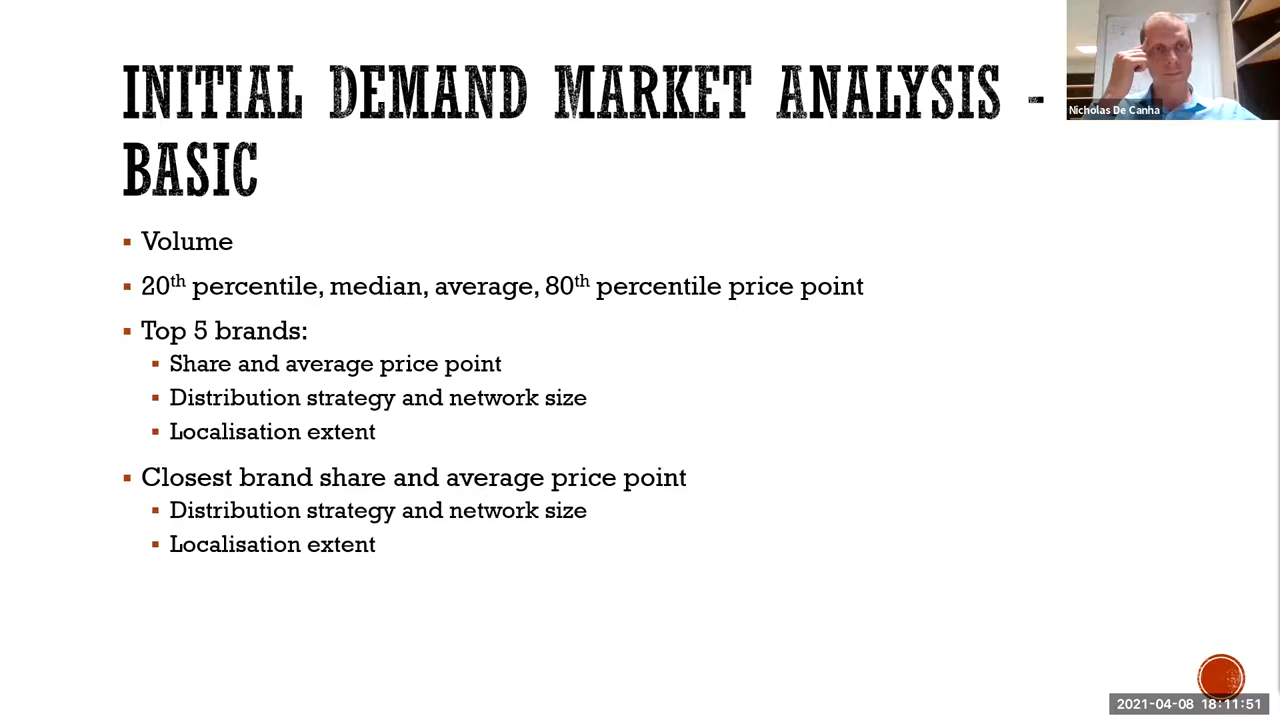 INITIAL DEMAND MARKET ANALYSIS -
BASIC
Nicholas De Canha
▪ Volume
▪ 20th percentile, median, average, 80th percentile price point
▪ Top 5 brands:
▪ Share and average price point
▪ Distribution strategy and network size
▪ Localisation extent
▪ Closest brand share and average price point
▪ Distribution strategy and network size
▪ Localisation extent
2021-04-08 18:11:51